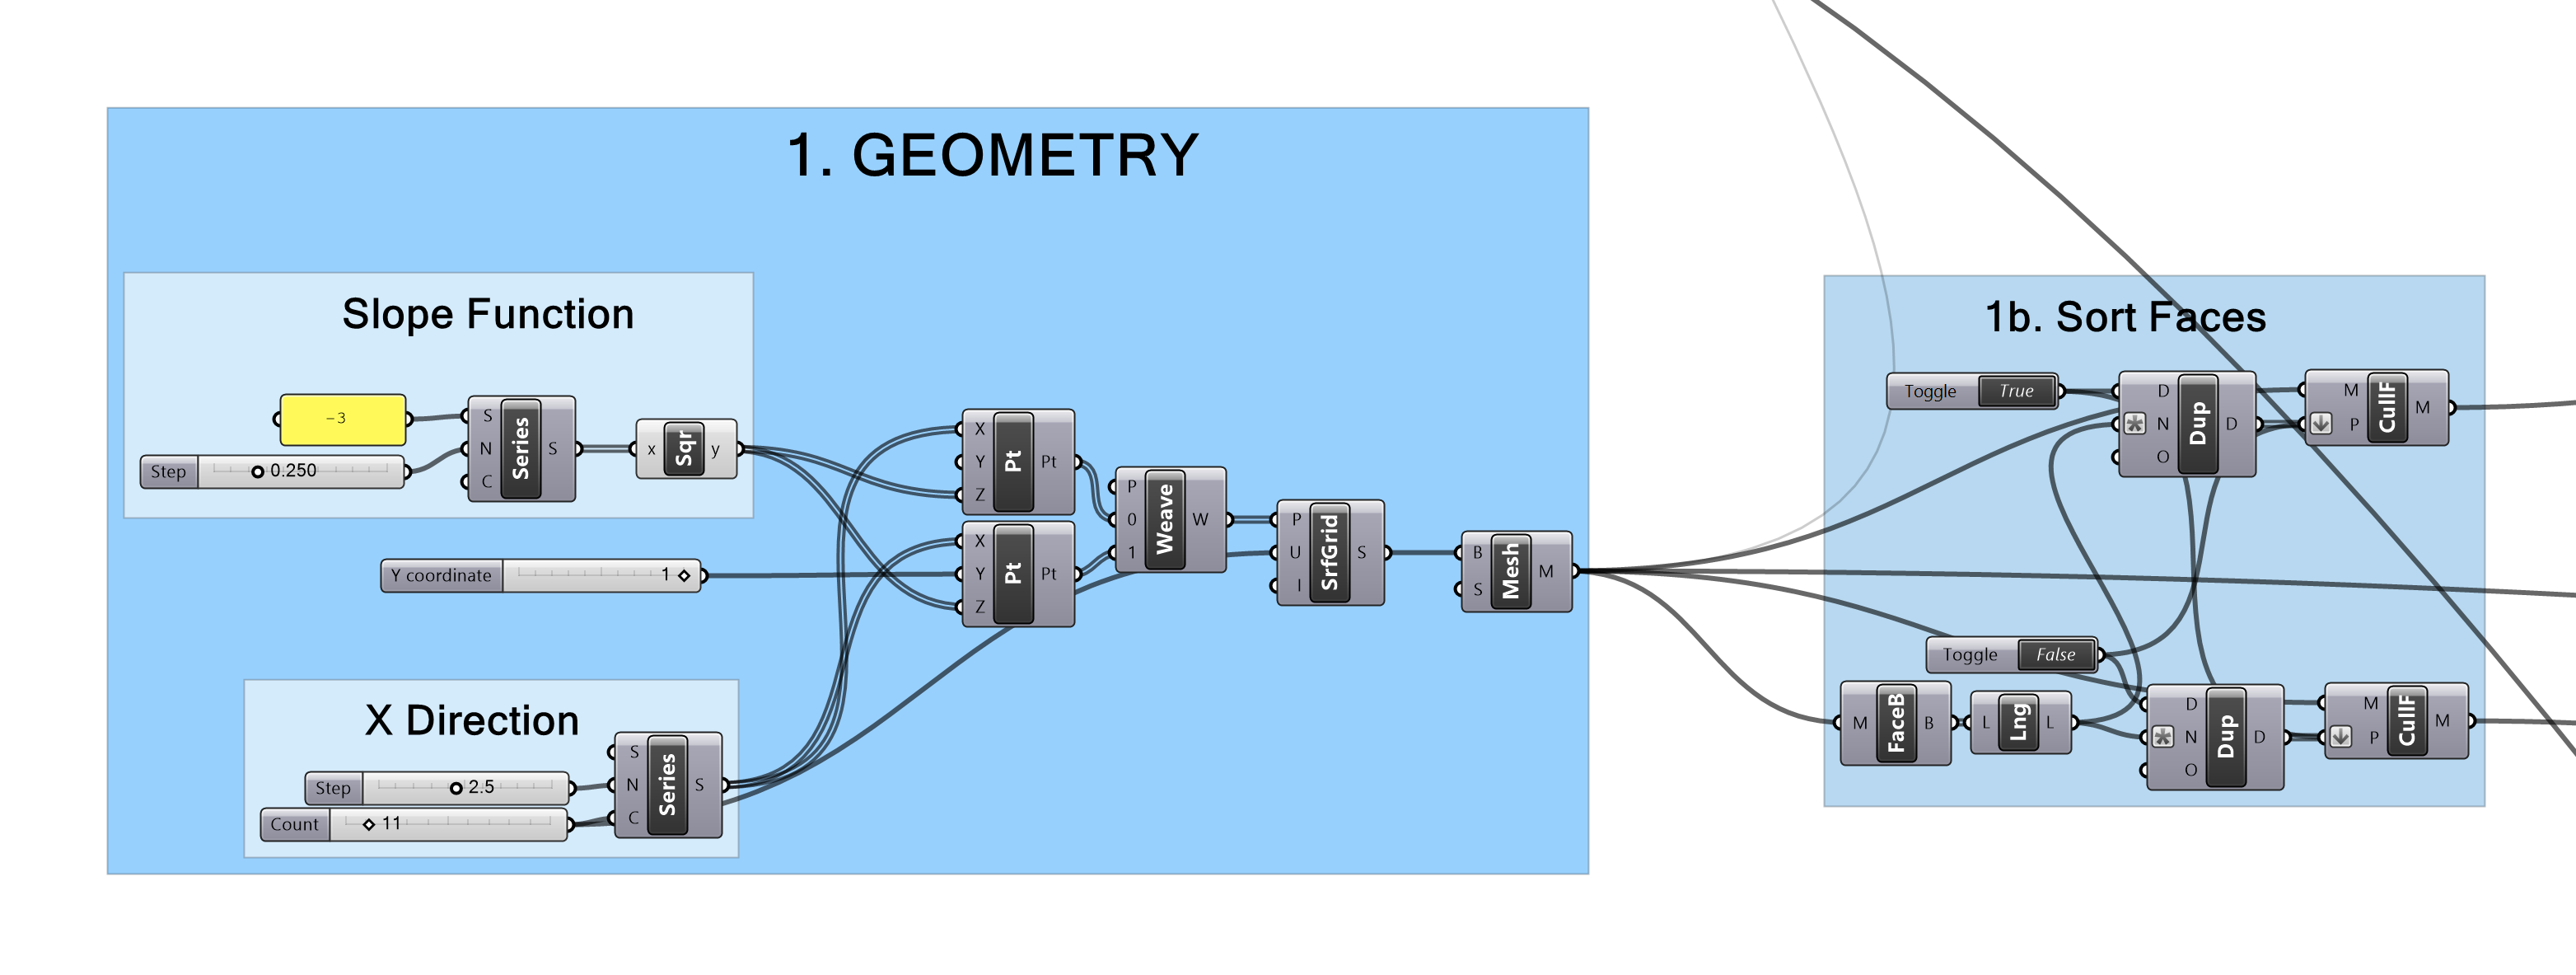 1. GEOMETRY
Slope Function
-3
Step 0.250
S N C Series S
x Sqr y
Y coordinate 1
X Direction
Step 2.5
Count 11
S N C Series S
X Y Z Pt Pt
X Y Z Pt Pt
P 0 1 Weave W
P U I SrfGrid S
B S Mesh M
1b. Sort Faces
Toggle True
D N O Dup D
M P CullF M
Toggle False
M FaceB B
L Lng L
D N O Dup D
M P CullF M